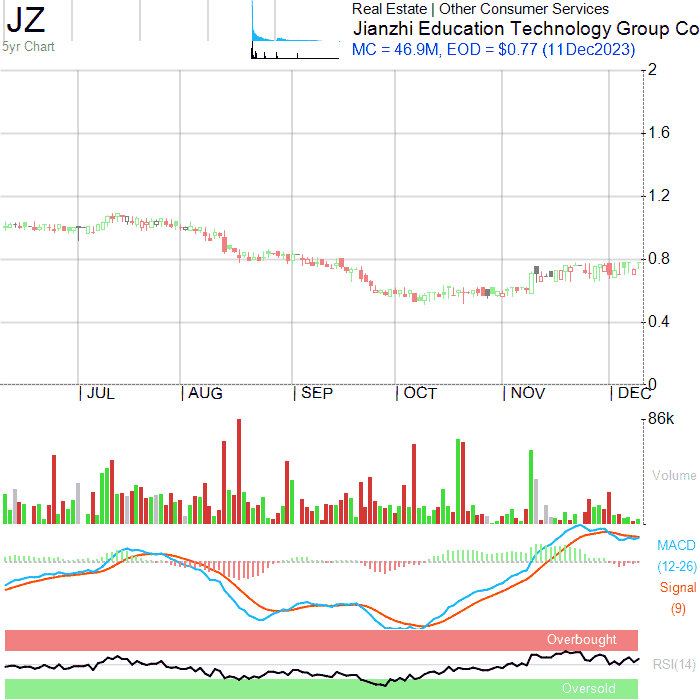 JZ
5yr Chart
Real Estate | Other Consumer Services
Jianzhi Education Technology Group Co
MC = 46.9M, EOD = $0.77 (11Dec2023)
2
1.6
1.2
0.8
0.4
0
JUL AUG SEP OCT NOV DEC
86k
Volume
MACD
(12-26)
Signal
(9)
Overbought
RSI(14)
Oversold